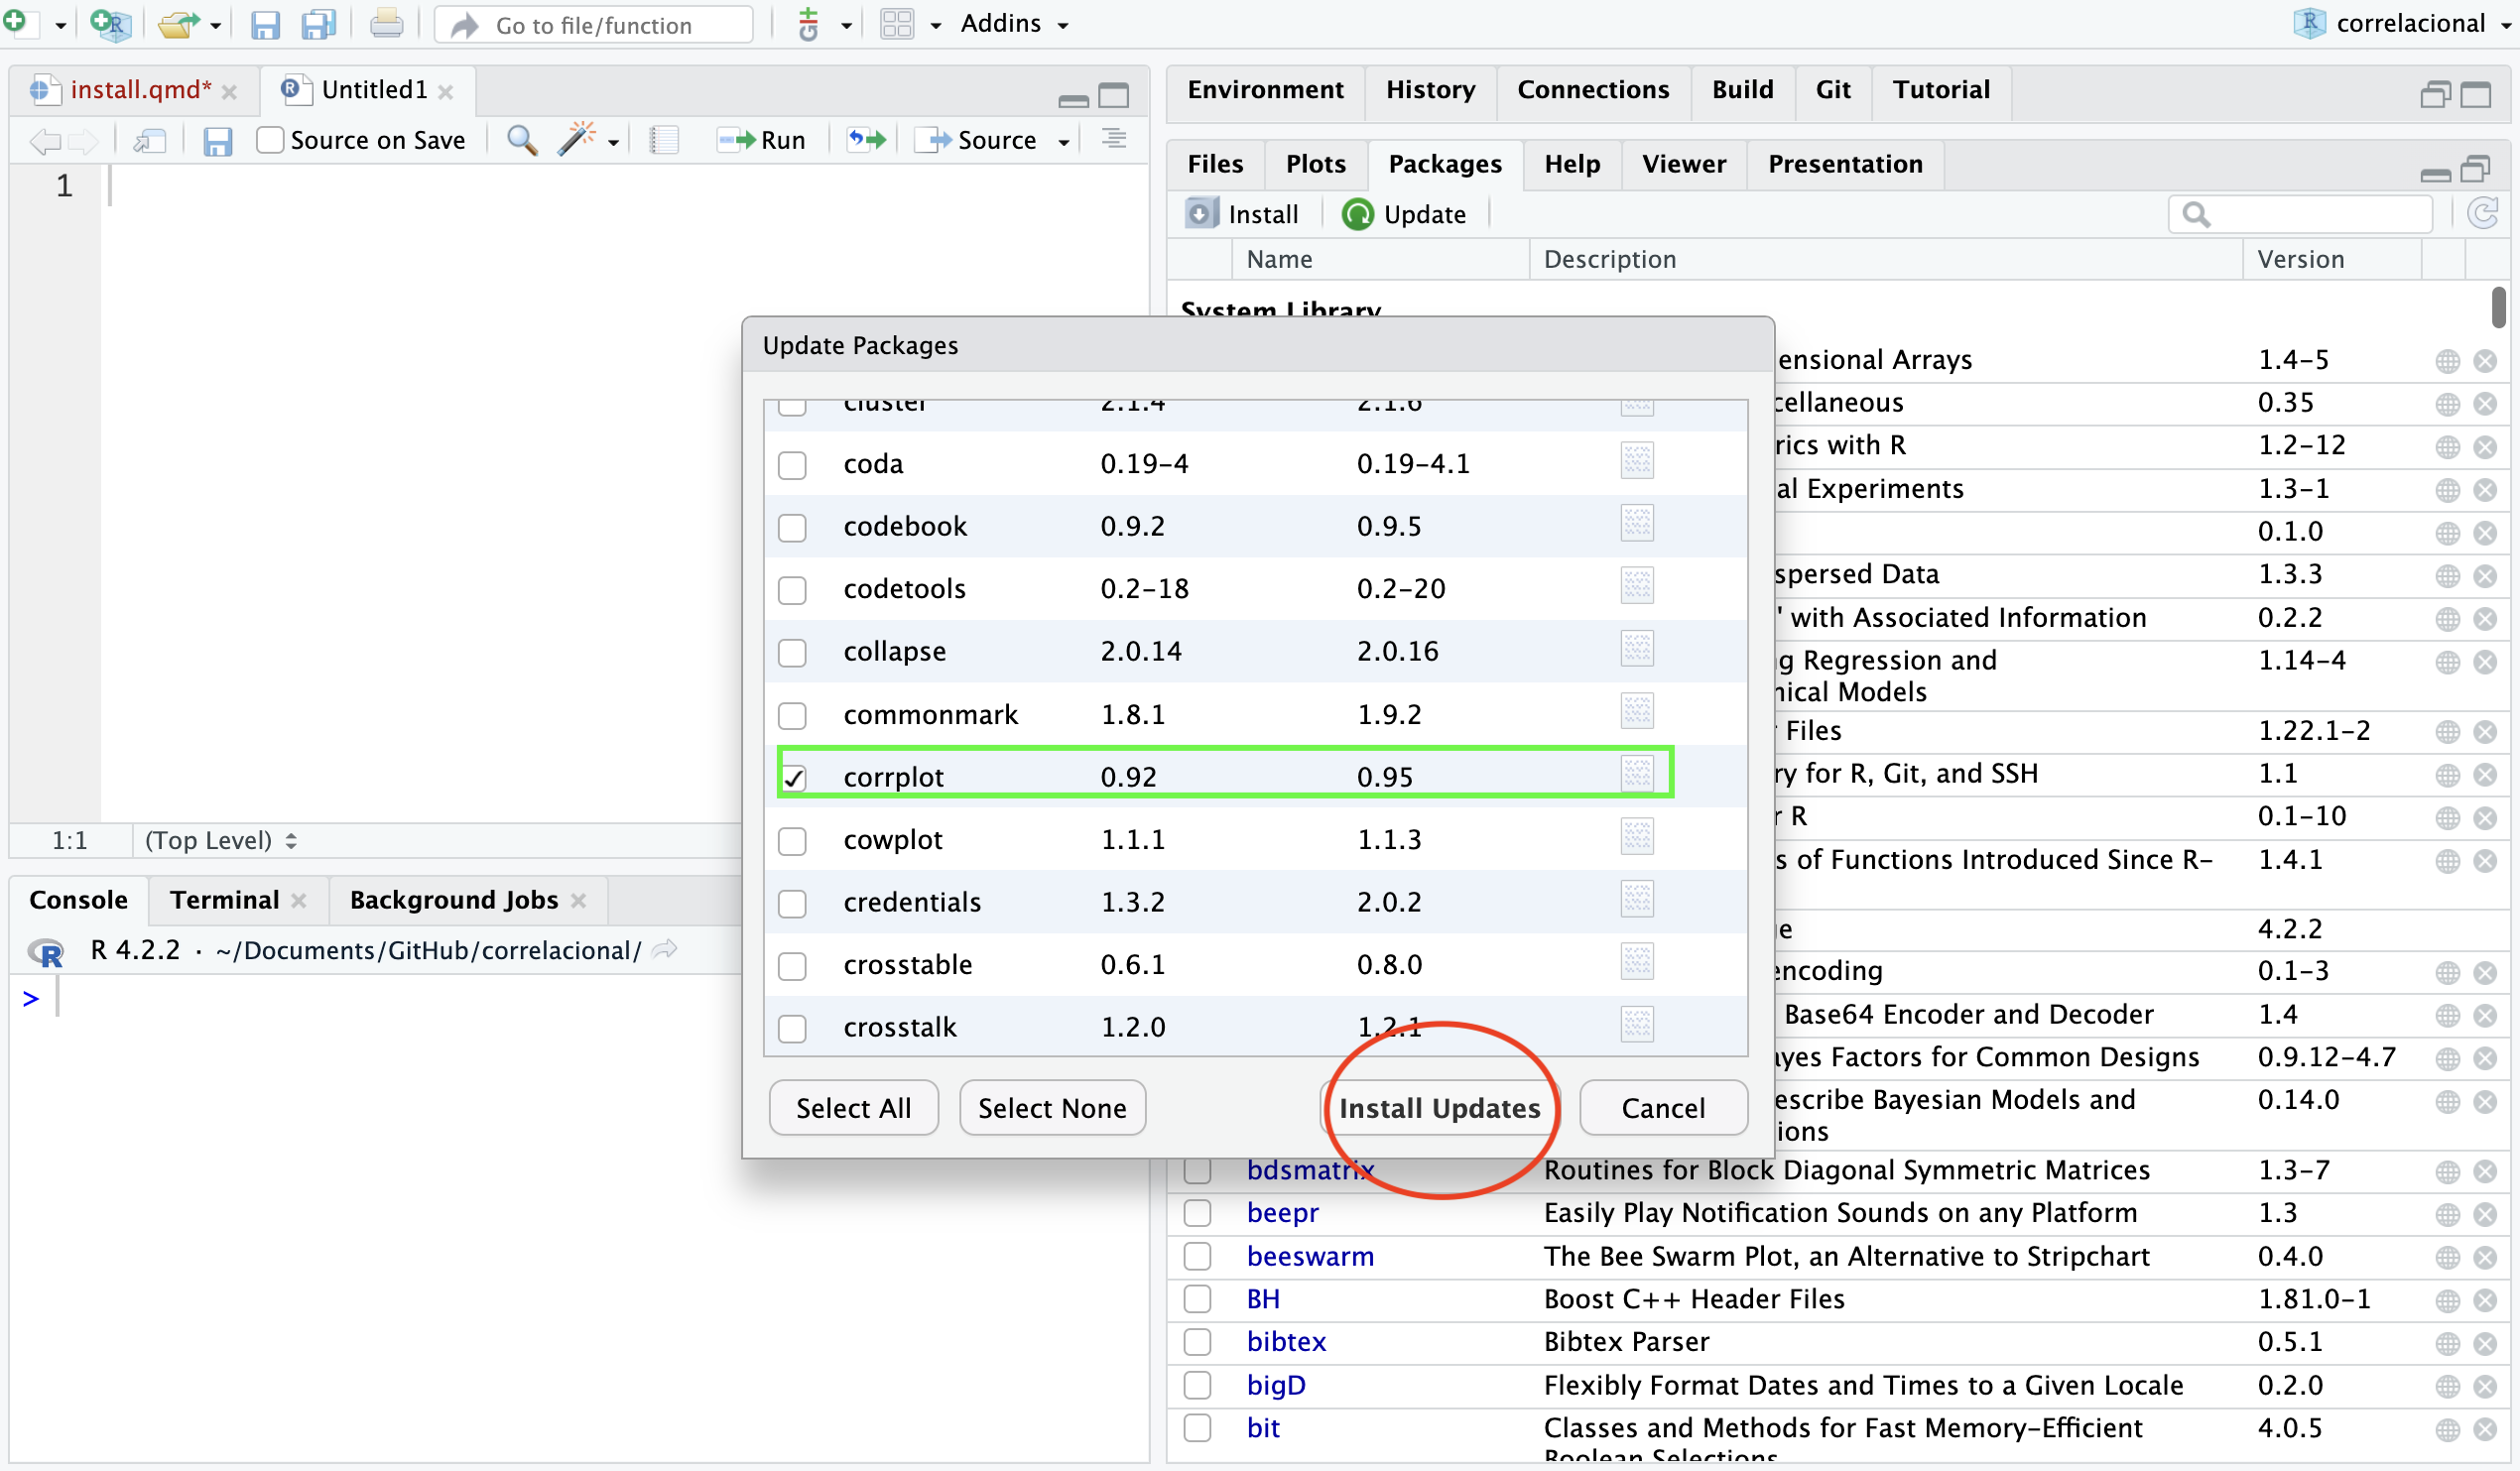 Go to file/function
Addins
correlacional
install.qmd*
Untitled1
Source on Save
Run
Source
1
1:1
(Top Level)
Console
Terminal
Background Jobs
R 4.2.2 · ~/Documents/GitHub/correlacional/
>
Environment
History
Connections
Build
Git
Tutorial
Files
Plots
Packages
Help
Viewer
Presentation
Install
Update
Name
Description
Version
System Library
Update Packages
cluster 2.1.4 2.1.6
coda 0.19-4 0.19-4.1
codebook 0.9.2 0.9.5
codetools 0.2-18 0.2-20
collapse 2.0.14 2.0.16
commonmark 1.8.1 1.9.2
corrplot 0.92 0.95
cowplot 1.1.1 1.1.3
credentials 1.3.2 2.0.2
crosstable 0.6.1 0.8.0
crosstalk 1.2.0 1.2.1
Select All
Select None
Install Updates
Cancel
ensional Arrays 1.4-5
cellaneous 0.35
rics with R 1.2-12
al Experiments 1.3-1
0.1.0
spersed Data 1.3.3
' with Associated Information 0.2.2
g Regression and 1.14-4
nical Models
Files 1.22.1-2
ry for R, Git, and SSH 1.1
r R 0.1-10
s of Functions Introduced Since R- 1.4.1
e 4.2.2
encoding 0.1-3
Base64 Encoder and Decoder 1.4
ayes Factors for Common Designs 0.9.12-4.7
escribe Bayesian Models and 0.14.0
ions
bdsmatrix Routines for Block Diagonal Symmetric Matrices 1.3-7
beepr Easily Play Notification Sounds on any Platform 1.3
beeswarm The Bee Swarm Plot, an Alternative to Stripchart 0.4.0
BH Boost C++ Header Files 1.81.0-1
bibtex Bibtex Parser 0.5.1
bigD Flexibly Format Dates and Times to a Given Locale 0.2.0
bit Classes and Methods for Fast Memory-Efficient 4.0.5
Boolean Selections